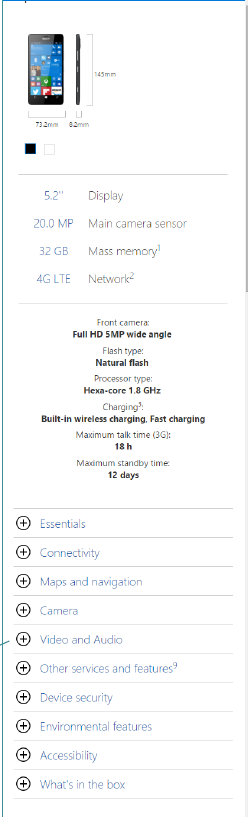 145mm
73.2mm 8.2mm
5.2" Display
20.0 MP Main camera sensor
32 GB Mass memory1
4G LTE Network2
Front camera:
Full HD 5MP wide angle
Flash type:
Natural flash
Processor type:
Hexa-core 1.8 GHz
Charging3:
Built-in wireless charging, Fast charging
Maximum talk time (3G):
18 h
Maximum standby time:
12 days
Essentials
Connectivity
Maps and navigation
Camera
Video and Audio
Other services and features9
Device security
Environmental features
Accessibility
What's in the box